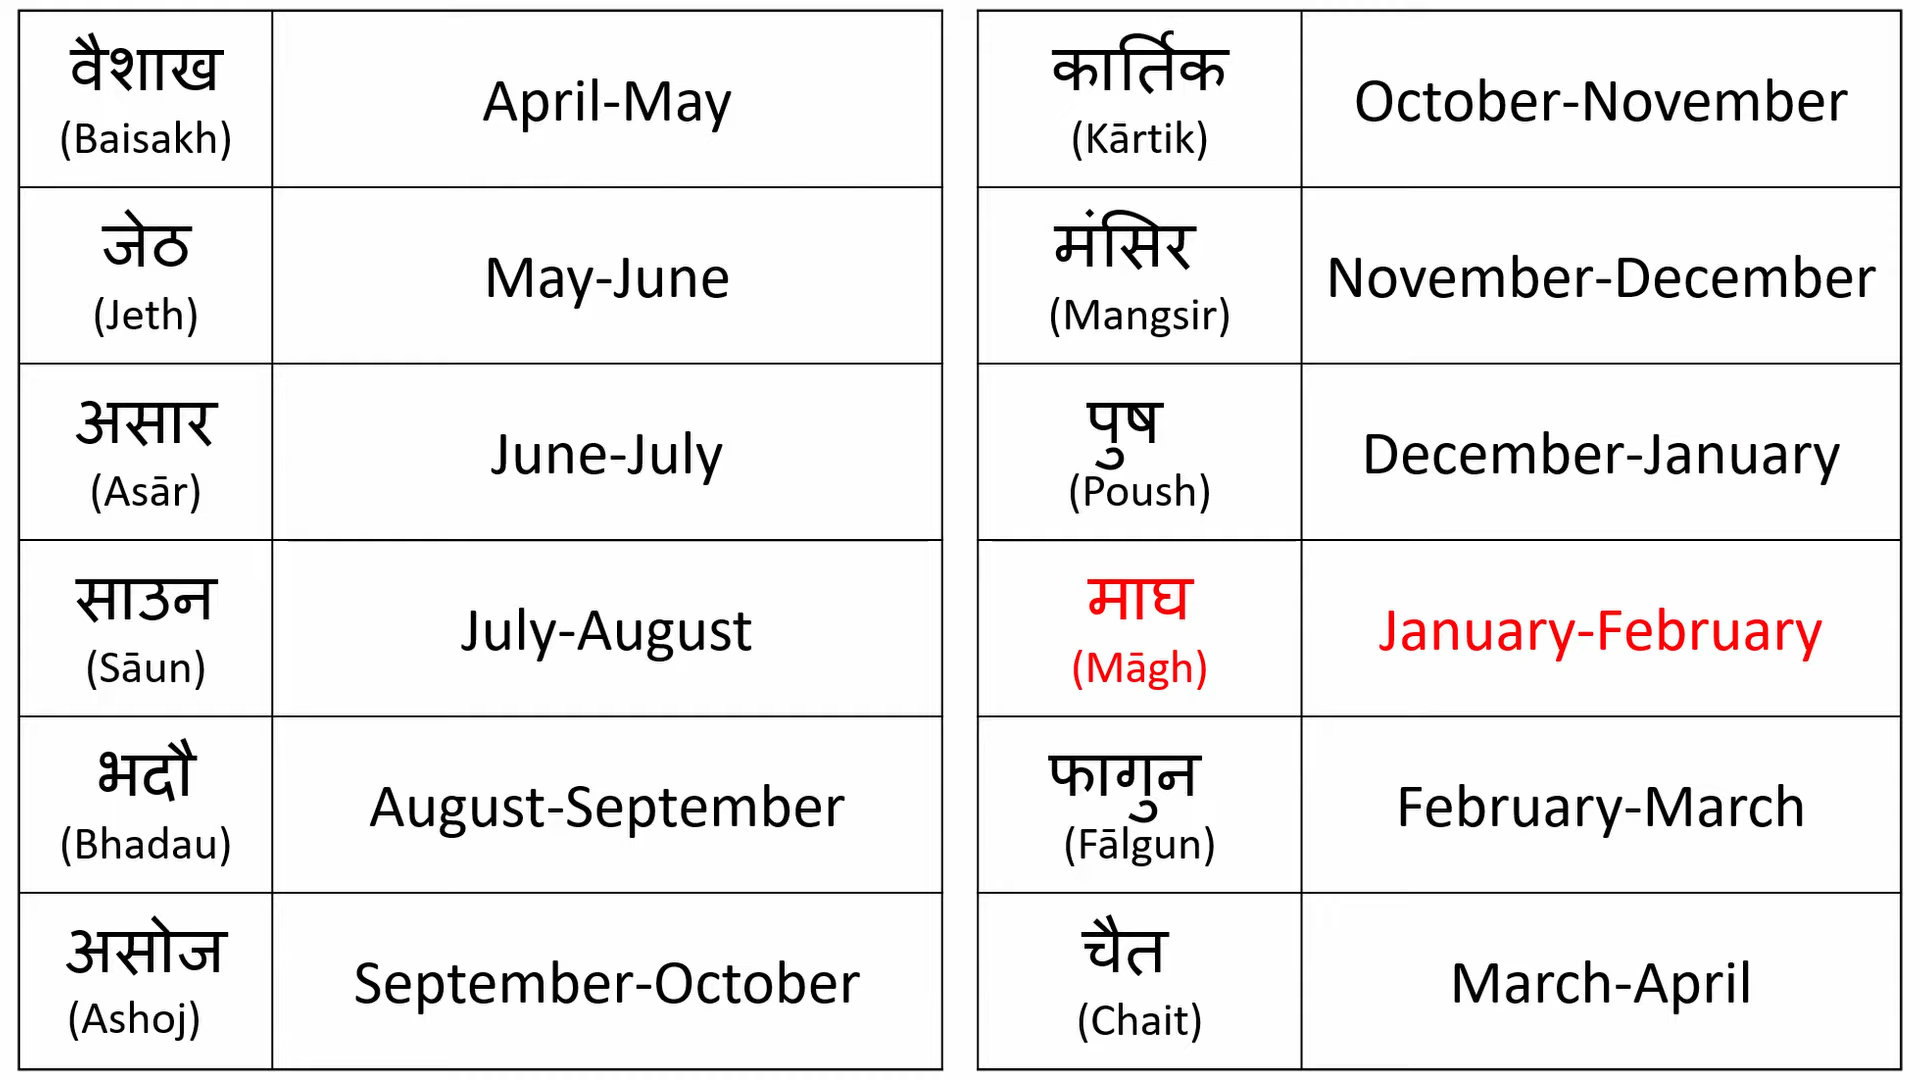 वैशाख
(Baisakh)
April-May
जेठ
(Jeth)
May-June
असार
(Asār)
June-July
साउन
(Sāun)
July-August
भदौ
(Bhadau)
August-September
असोज
(Ashoj)
September-October
कार्तिक
(Kārtik)
October-November
मंसिर
(Mangsir)
November-December
पुष
(Poush)
December-January
माघ
(Māgh)
January-February
फागुन
(Fālgun)
February-March
चैत
(Chait)
March-April